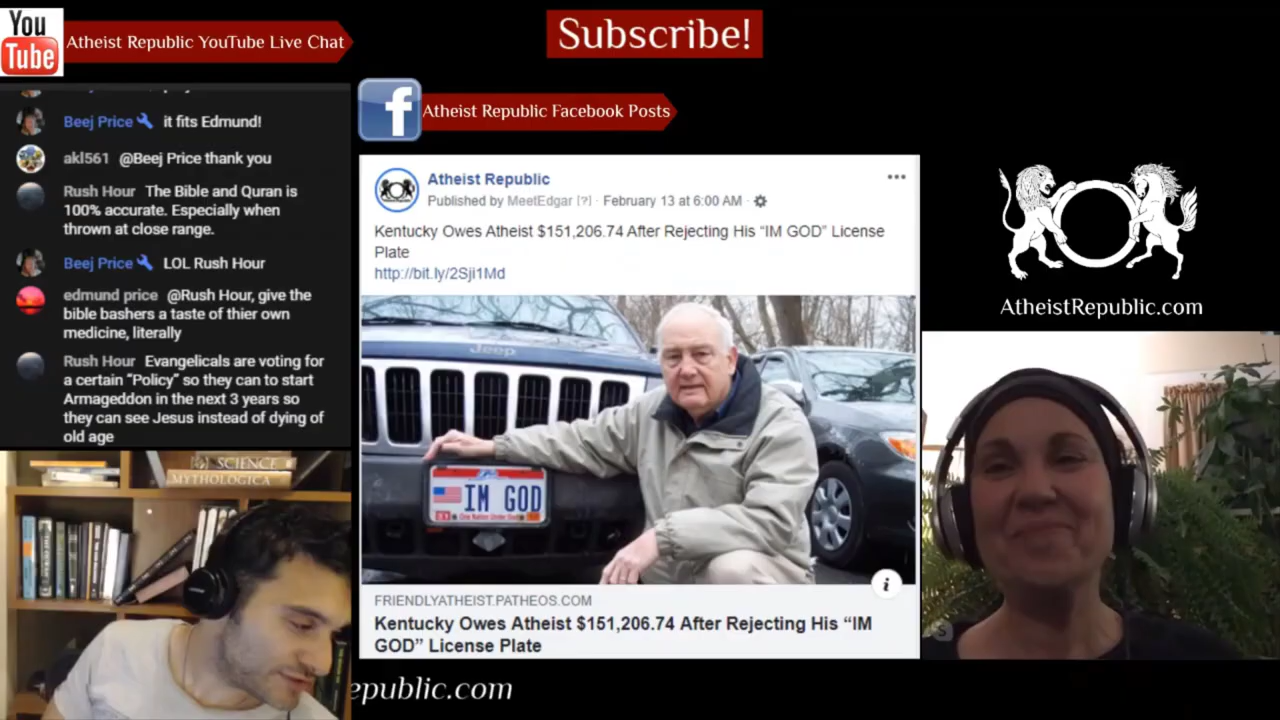 You
Tube
Atheist Republic YouTube Live Chat
Subscribe!
Beej Price it fits Edmund!
akl561 @Beej Price thank you
Rush Hour The Bible and Quran is
100% accurate. Especially when
thrown at close range.
Beej Price LOL Rush Hour
edmund price @Rush Hour, give the
bible bashers a taste of thier own
medicine, literally
Rush Hour Evangelicals are voting for
a certain "Policy" so they can to start
Armageddon in the next 3 years so
they can see Jesus instead of dying of
old age
f
Atheist Republic Facebook Posts
Atheist Republic
Published by MeetEdgar [?] · February 13 at 6:00 AM ·
Kentucky Owes Atheist $151,206.74 After Rejecting His “IM GOD” License
Plate
http://bit.ly/2Sji1Md
Jeep
IM GOD
One Nation Under God
i
FRIENDLYATHEIST.PATHEOS.COM
Kentucky Owes Atheist $151,206.74 After Rejecting His “IM
GOD” License Plate
AtheistRepublic.com
SCIENCE
MYTHOLOGICA
epublic.com